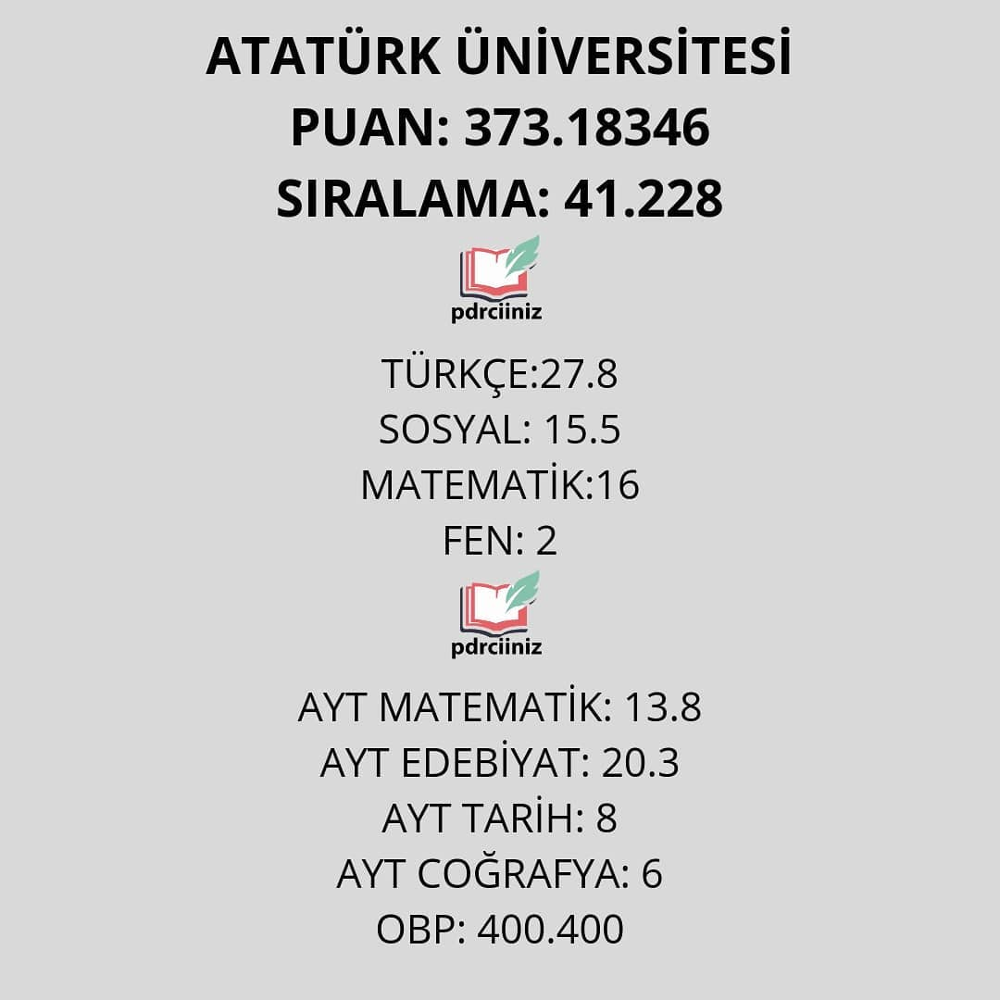 ATATÜRK ÜNİVERSİTESİ
PUAN: 373.18346
SIRALAMA: 41.228
pdrciiniz
TÜRKÇE:27.8
SOSYAL: 15.5
MATEMATİK:16
FEN: 2
pdrciiniz
AYT MATEMATİK: 13.8
AYT EDEBİYAT: 20.3
AYT TARİH: 8
AYT COĞRAFYA: 6
OBP: 400.400